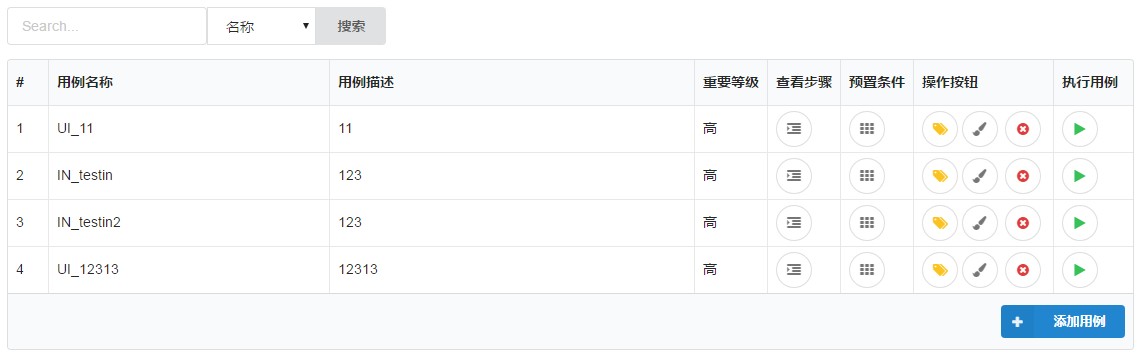 Search... 名称 搜索
# 用例名称 用例描述 重要等级 查看步骤 预置条件 操作按钮 执行用例
1 UI_11 11 高
2 IN_testin 123 高
3 IN_testin2 123 高
4 UI_12313 12313 高
添加用例